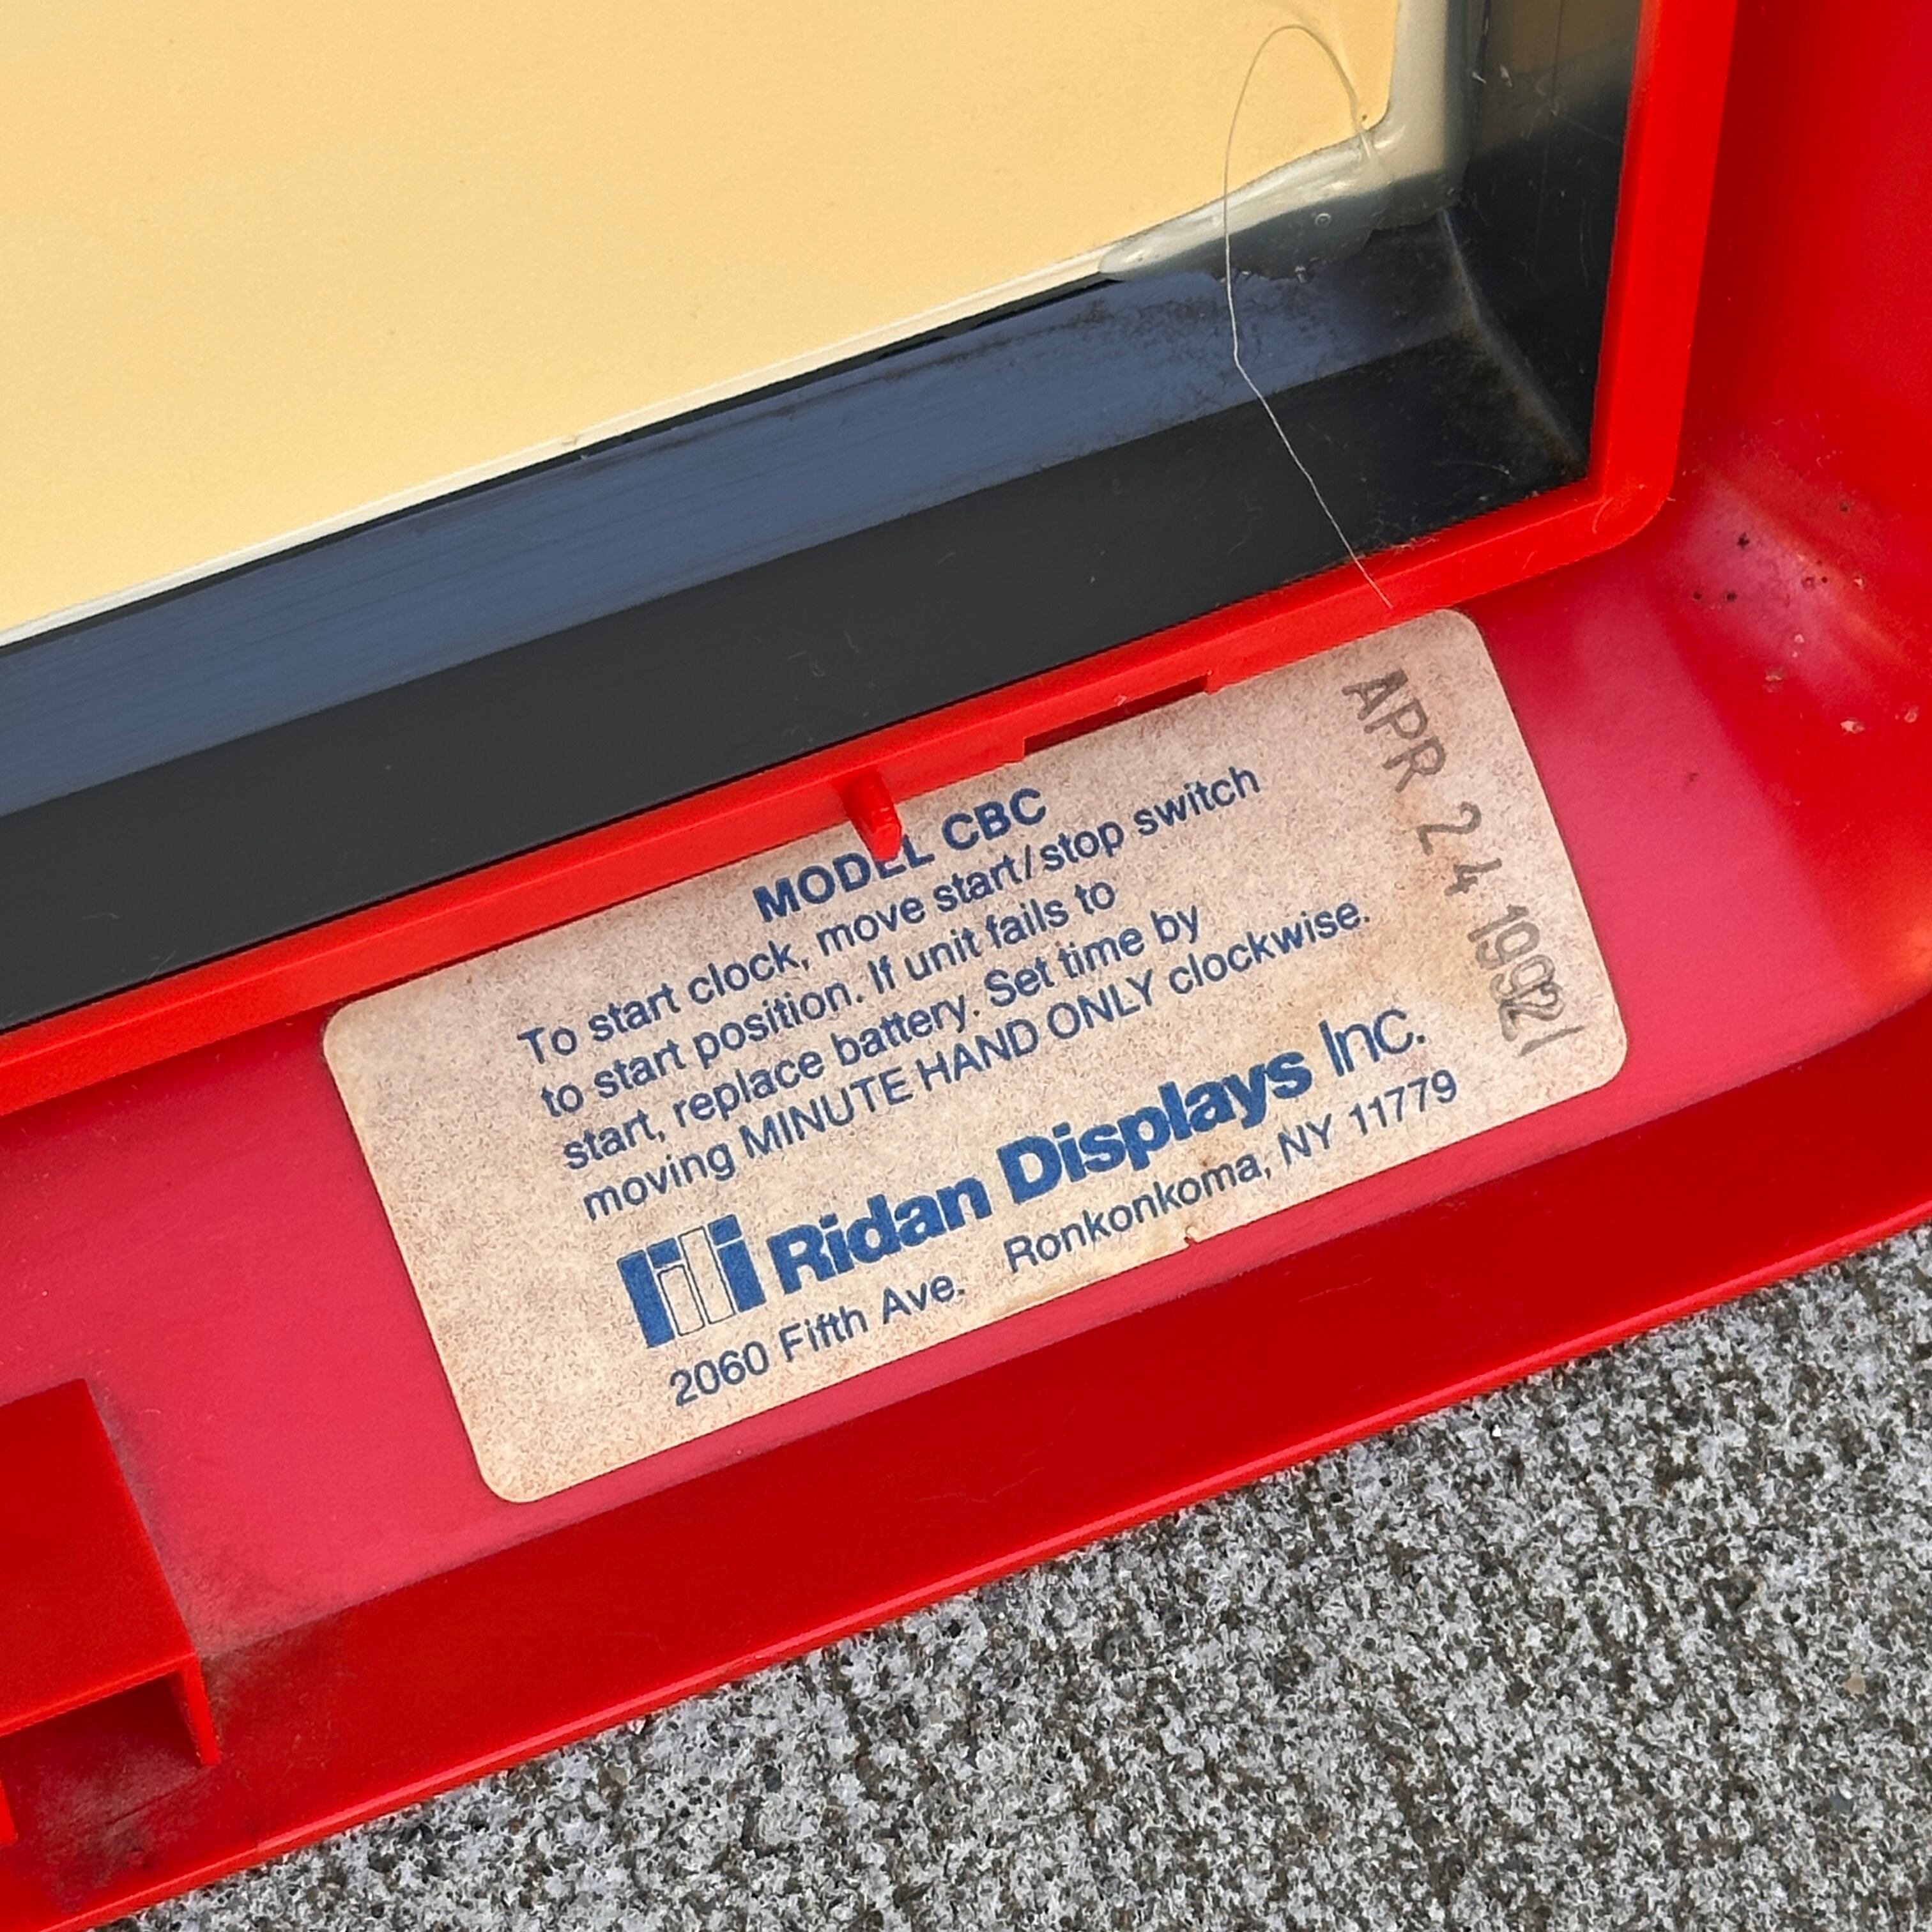 MODEL CBC
To start clock, move start/stop switch
to start position. If unit fails to
start, replace battery. Set time by
moving MINUTE HAND ONLY clockwise.
Ridan Displays Inc.
2060 Fifth Ave. Ronkonkoma, NY 11779
APR 24 1992